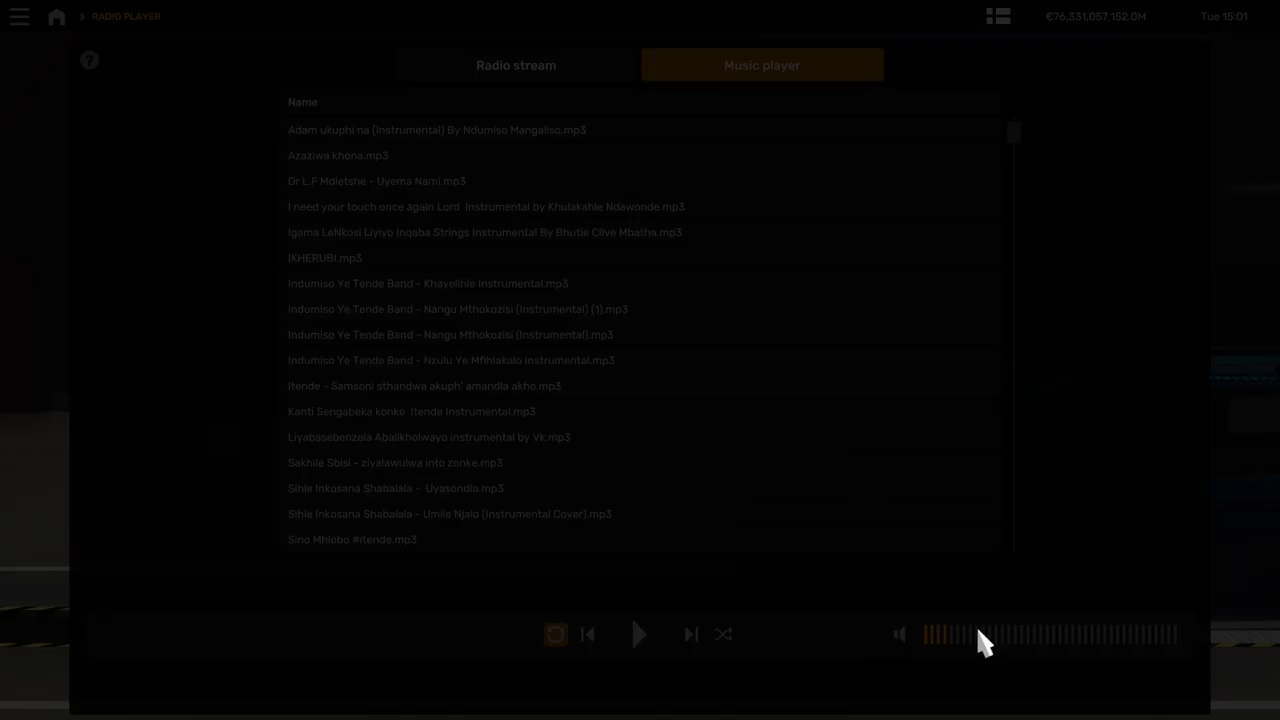 RADIO PLAYER
€76,331,057,152.0M
Tue 15:01
?
Radio stream
Music player
Name
Adam ukuphi na (instrumental) By Ndumiso Mangaliso.mp3
Azaziwa khona.mp3
Dr L.F Mdletshe - Uyema Nami.mp3
I need your touch once again Lord Instrumental by Khulakahle Ndawonde.mp3
Igama LeNkosi Liyiyo Inqaba Strings Instrumental By Bhutie Clive Mbatha.mp3
IKHERUBI.mp3
Indumiso Ye Tende Band - Khayelihle Instrumental.mp3
Indumiso Ye Tende Band - Nangu Mthokozisi (Instrumental) (1).mp3
Indumiso Ye Tende Band - Nangu Mthokozisi (Instrumental).mp3
Indumiso Ye Tende Band - Nzulu Ye Mfihlakalo Instrumental.mp3
Itende - Samsoni sthandwa akuph' amandla akho.mp3
Kanti Sengabeka konke Itende Instrumental.mp3
Liyabasebenzela Abalikholwayo instrumental by Vk.mp3
Sakhile Sbisi - ziyalawulwa into zonke.mp3
Sihle Inkosana Shabalala - Uyasondla.mp3
Sihle Inkosana Shabalala - Umile Njalo (Instrumental Cover).mp3
Sino Mhlobo #itende.mp3